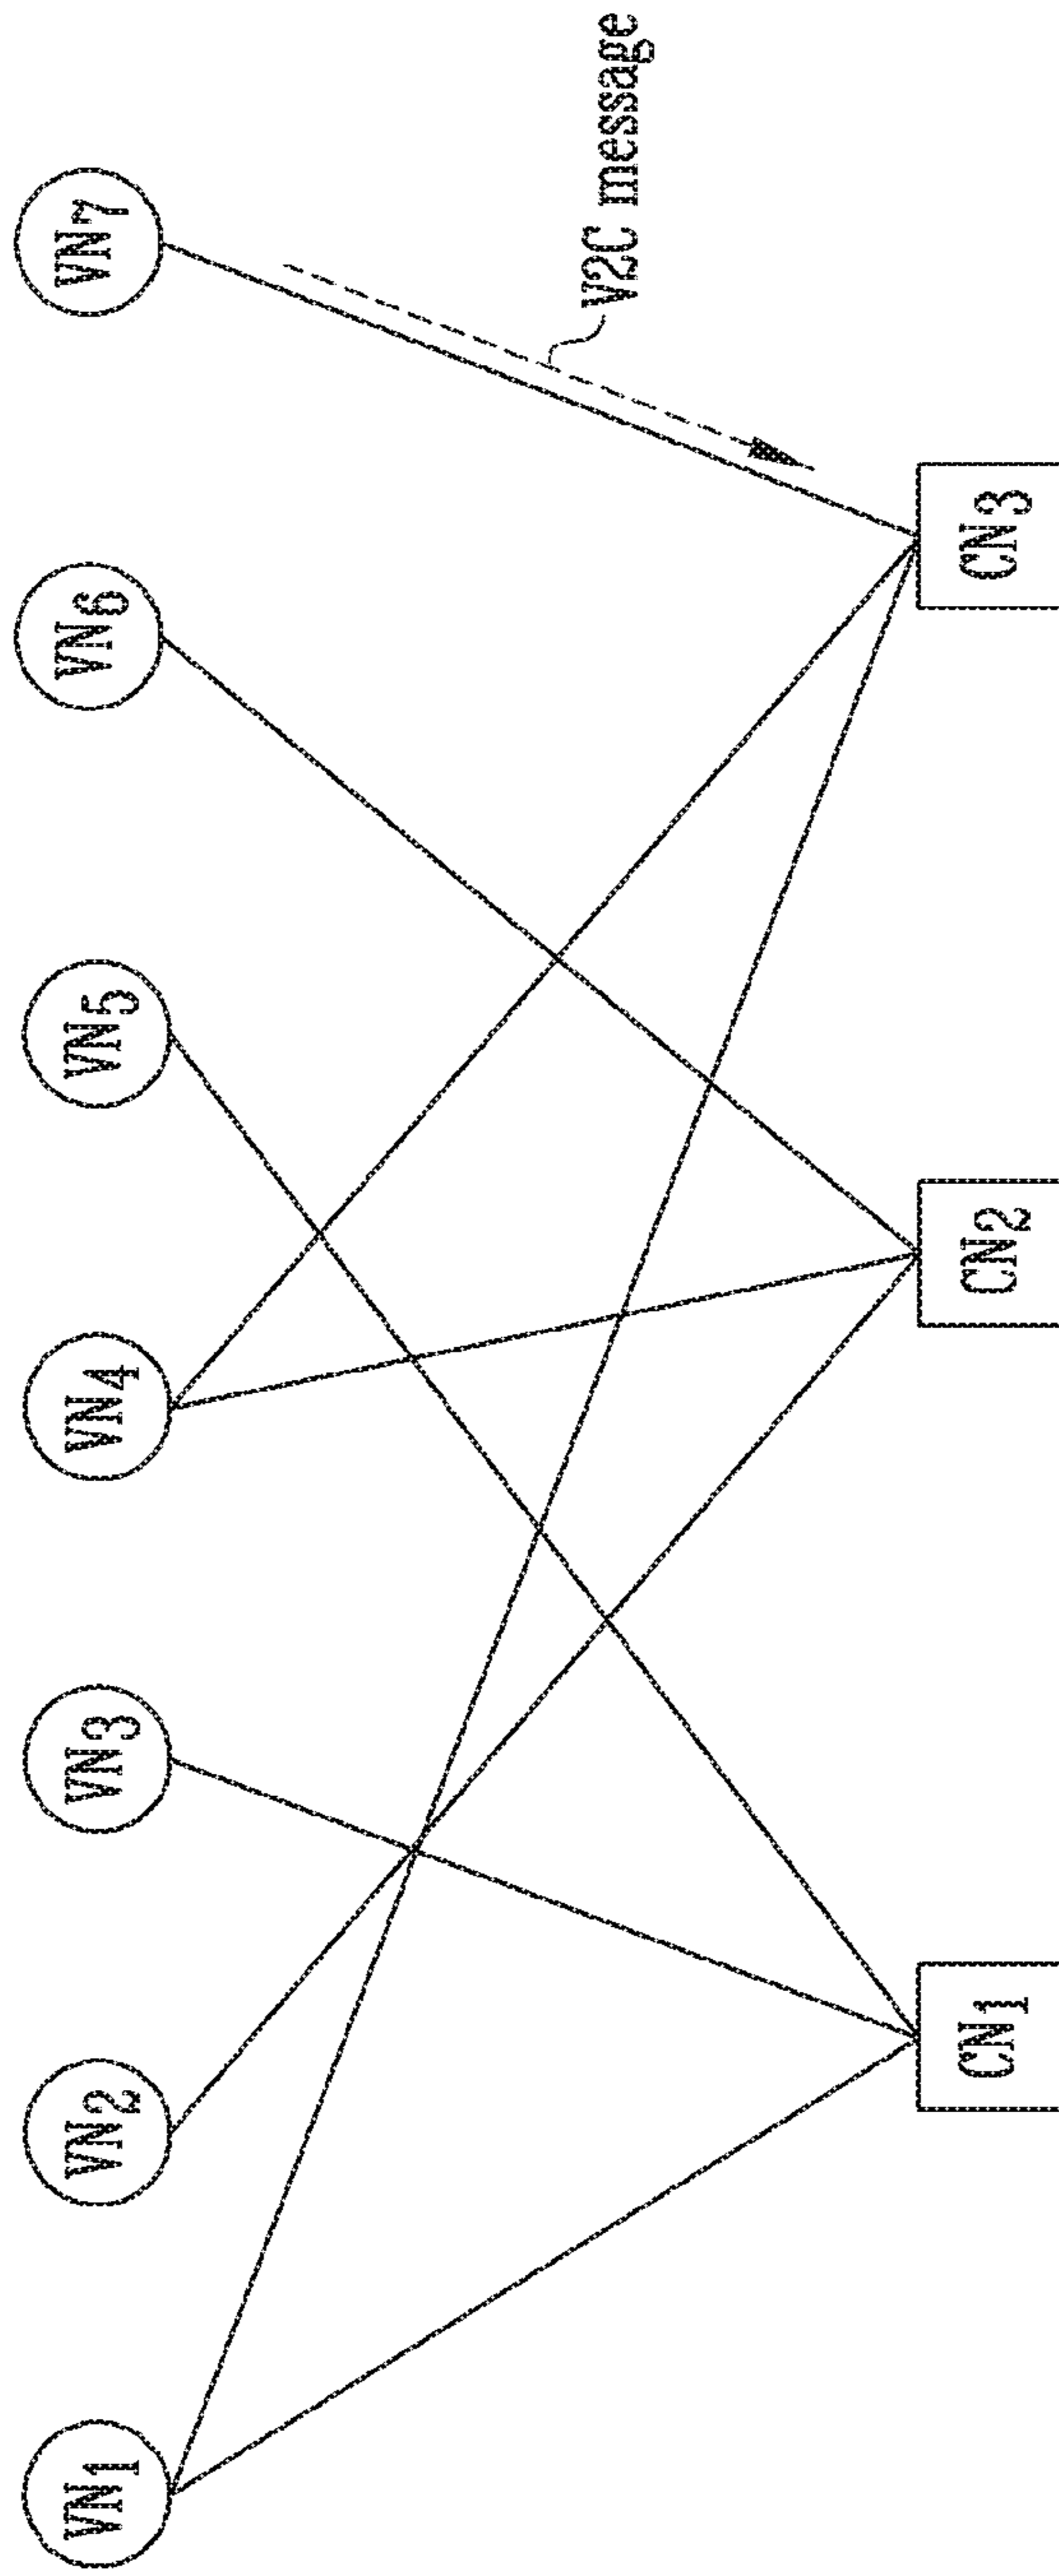 VN1
VN2
VN3
VN4
VN5
VN6
VN7
V2C message
CN1
CN2
CN3